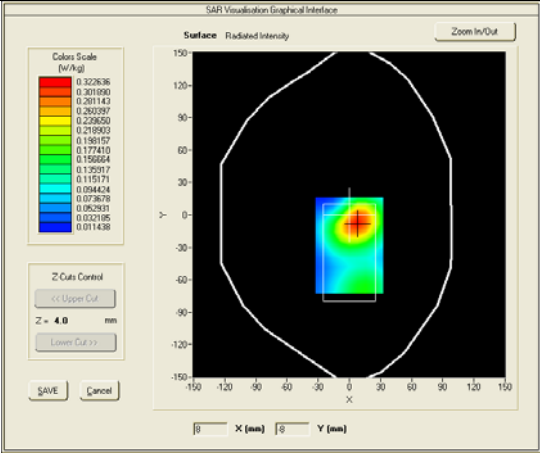 SAR Visualisation Graphical Interface
Surface Radiated Intensity
Zoom In/Out
Colors Scale
(W/kg)
0.322636
0.301890
0.281143
0.260397
0.239650
0.218903
0.198157
0.177410
0.156664
0.135917
0.115171
0.094424
0.073678
0.052931
0.032185
0.011438
150
120
90
60
30
0
-30
-60
-90
-120
-150
Y
-150 -120 -90 -60 -30 0 30 60 90 120 150
X
Z-Cuts Control
<< Upper Cut
Z = 4.0 mm
Lower Cut >>
SAVE Cancel
8 X (mm) -8 Y (mm)